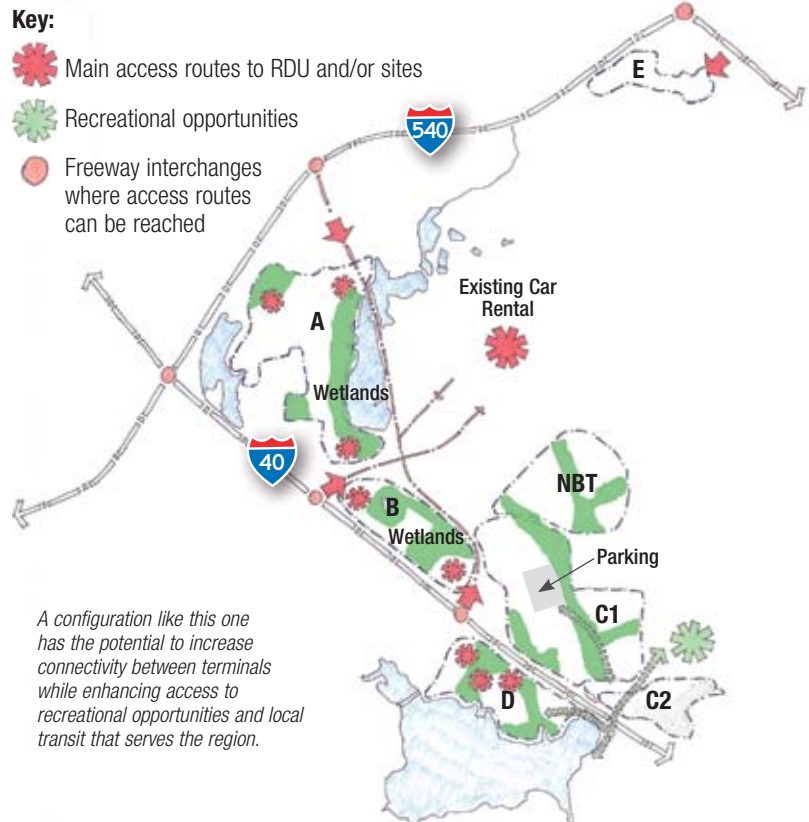 Key:
Main access routes to RDU and/or sites
Recreational opportunities
Freeway interchanges
where access routes
can be reached
540
E
Existing Car
Rental
A
Wetlands
40
NBT
B
Wetlands
Parking
C1
A configuration like this one
has the potential to increase
connectivity between terminals
while enhancing access to
recreational opportunities and local
transit that serves the region.
D
C2